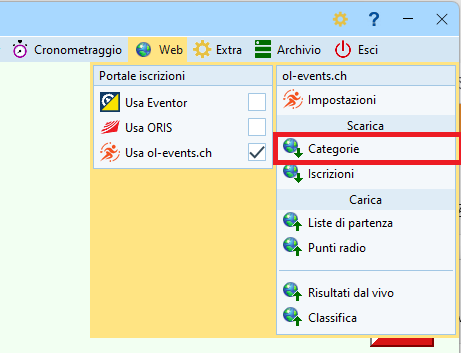 ?
Cronometraggio Web Extra Archivio Esci
Portale iscrizioni
Usa Eventor
Usa ORIS
Usa ol-events.ch
ol-events.ch
Impostazioni
Scarica
Categorie
Iscrizioni
Carica
Liste di partenza
Punti radio
Risultati dal vivo
Classifica